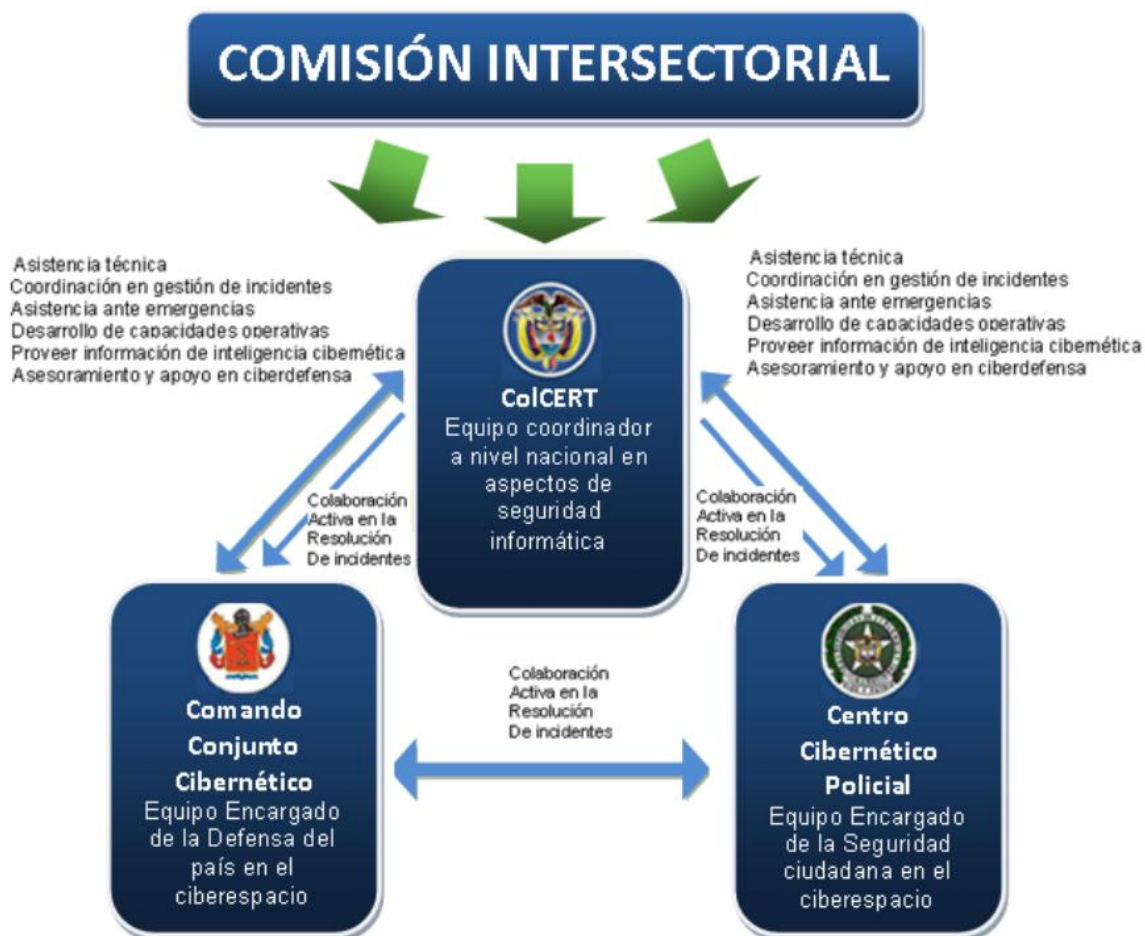 COMISIÓN INTERSECTORIAL
Asistencia técnica
Coordinación en gestión de incidentes
Asistencia ante emergencias
Desarrollo de capacidades operativas
Proveer información de inteligencia cibernética
Asesoramiento y apoyo en ciberdefensa
Asistencia técnica
Coordinación en gestión de incidentes
Asistencia ante emergencias
Desarrollo de capacidades operativas
Proveer información de inteligencia cibernética
Asesoramiento y apoyo en ciberdefensa
ColCERT
Equipo coordinador
a nivel nacional en
aspectos de
seguridad
informática
Colaboración
Activa en la
Resolución
De incidentes
Colaboración
Activa en la
Resolución
De incidentes
Comando
Conjunto
Cibernético
Equipo Encargado
de la Defensa del
país en el
ciberespacio
Colaboración
Activa en la
Resolución
De incidentes
Centro
Cibernético
Policial
Equipo Encargado
de la Seguridad
ciudadana en el
ciberespacio